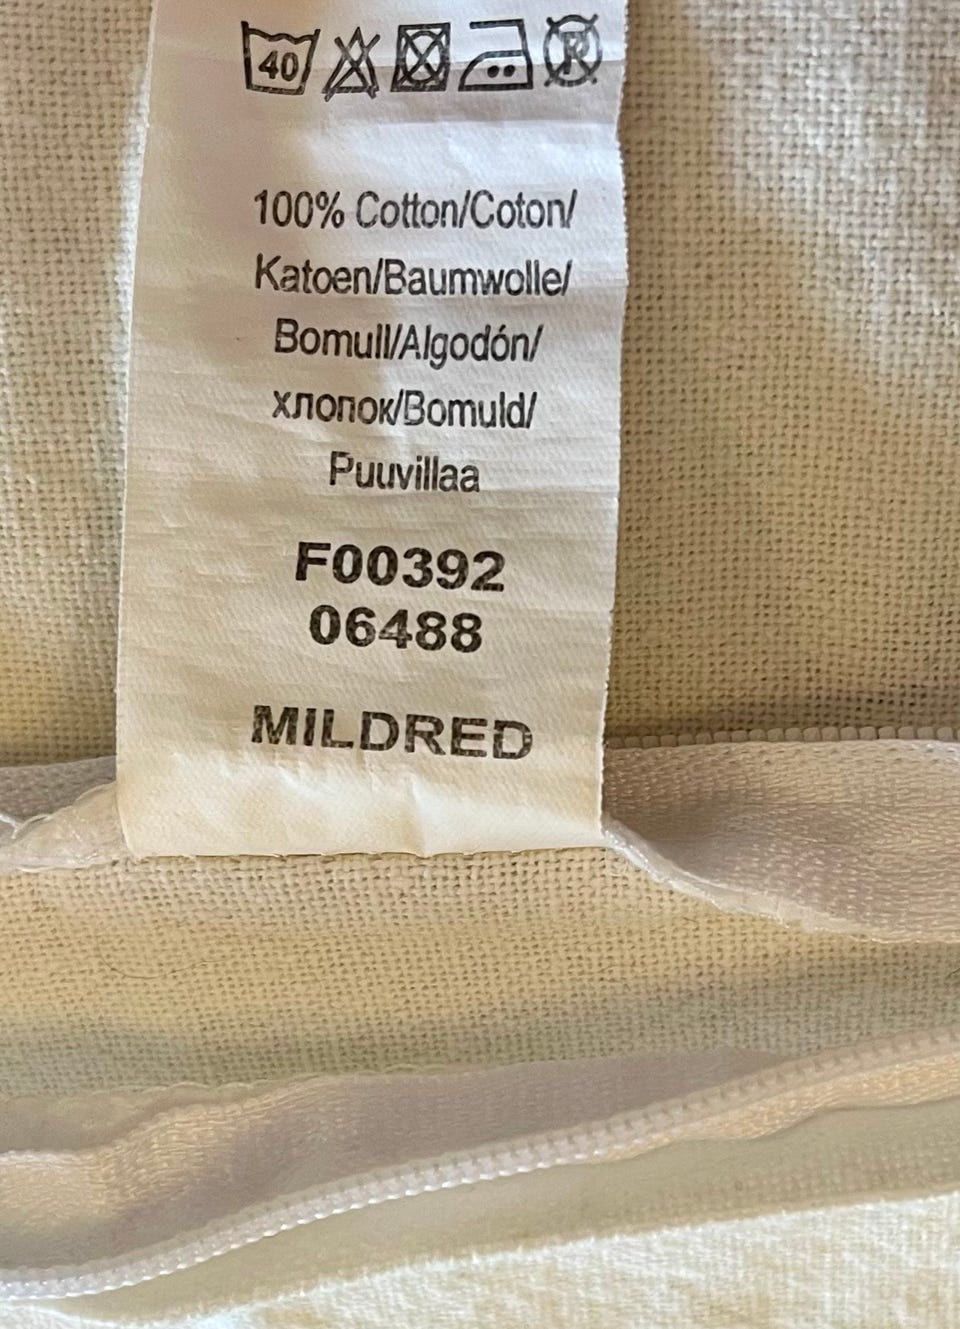 40 P
100% Cotton/Coton/
Katoen/Baumwolle/
Bomull/Algodón/
хлопок/Bomuld/
Puuvillaa
F00392
06488
MILDRED